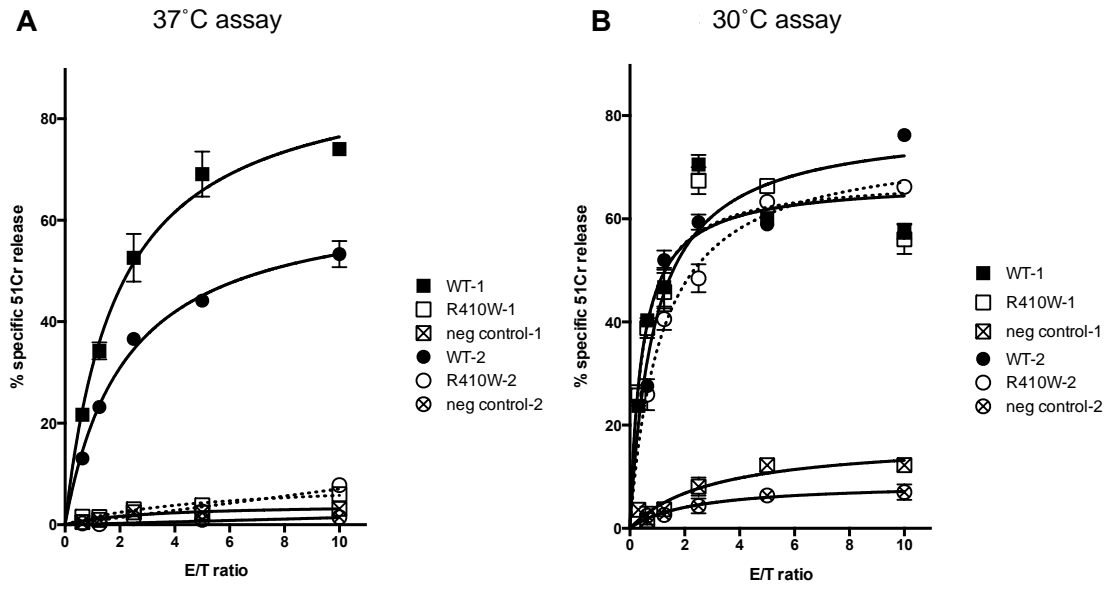 A
37˚C assay
% specific 51Cr release
80
60
40
20
0
0 2 4 6 8 10
E/T ratio
WT-1
R410W-1
neg control-1
WT-2
R410W-2
neg control-2
B
30˚C assay
% specific 51Cr release
80
60
40
20
0
0 2 4 6 8 10
E/T ratio
WT-1
R410W-1
neg control-1
WT-2
R410W-2
neg control-2